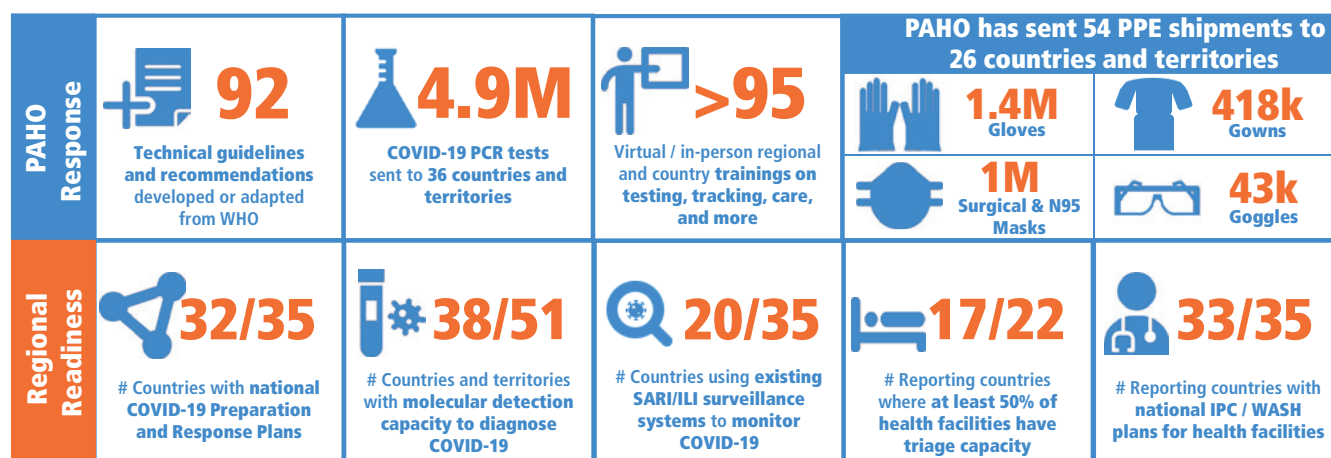 PAHO
Response
92
Technical guidelines
and recommendations
developed or adapted
from WHO
4.9M
COVID-19 PCR tests
sent to 36 countries and
territories
>95
Virtual / in-person regional
and country trainings on
testing, tracking, care,
and more
PAHO has sent 54 PPE shipments to
26 countries and territories
1.4M
Gloves
418k
Gowns
1M
Surgical & N95
Masks
43k
Goggles
Regional
Readiness
32/35
# Countries with national
COVID-19 Preparation
and Response Plans
38/51
# Countries and territories
with molecular detection
capacity to diagnose
COVID-19
20/35
# Countries using existing
SARI/ILI surveillance
systems to monitor
COVID-19
17/22
# Reporting countries
where at least 50% of
health facilities have
triage capacity
33/35
# Reporting countries with
national IPC / WASH
plans for health facilities